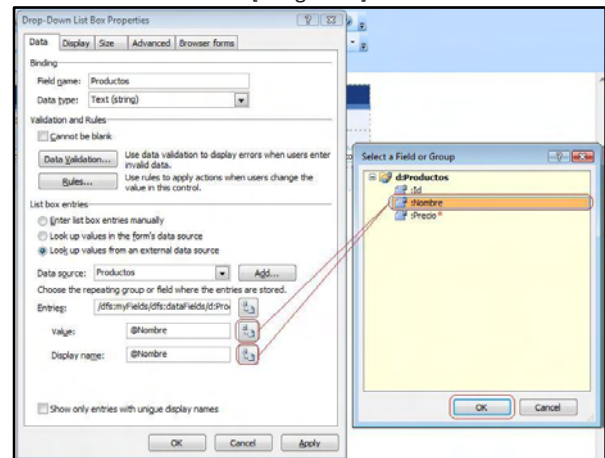 Drop-Down List Box Properties
Data Display Size Advanced Browser forms
Binding
Field name: Productos
Data type: Text (string)
Validation and Rules
Cannot be blank
Data Validation... Use data validation to display errors when users enter invalid data.
Rules... Use rules to apply actions when users change the value in this control.
List box entries
Enter list box entries manually
Look up values in the form's data source
Look up values from an external data source
Data source: Productos Add...
Choose the repeating group or field where the entries are stored.
Entries: /dfs:myFields/dfs:dataFields/d:Pro
Value: @Nombre
Display name: @Nombre
Show only entries with unique display names
OK Cancel Apply
Select a Field or Group
d:Productos
:Id
:Nombre
:Precio *
OK Cancel